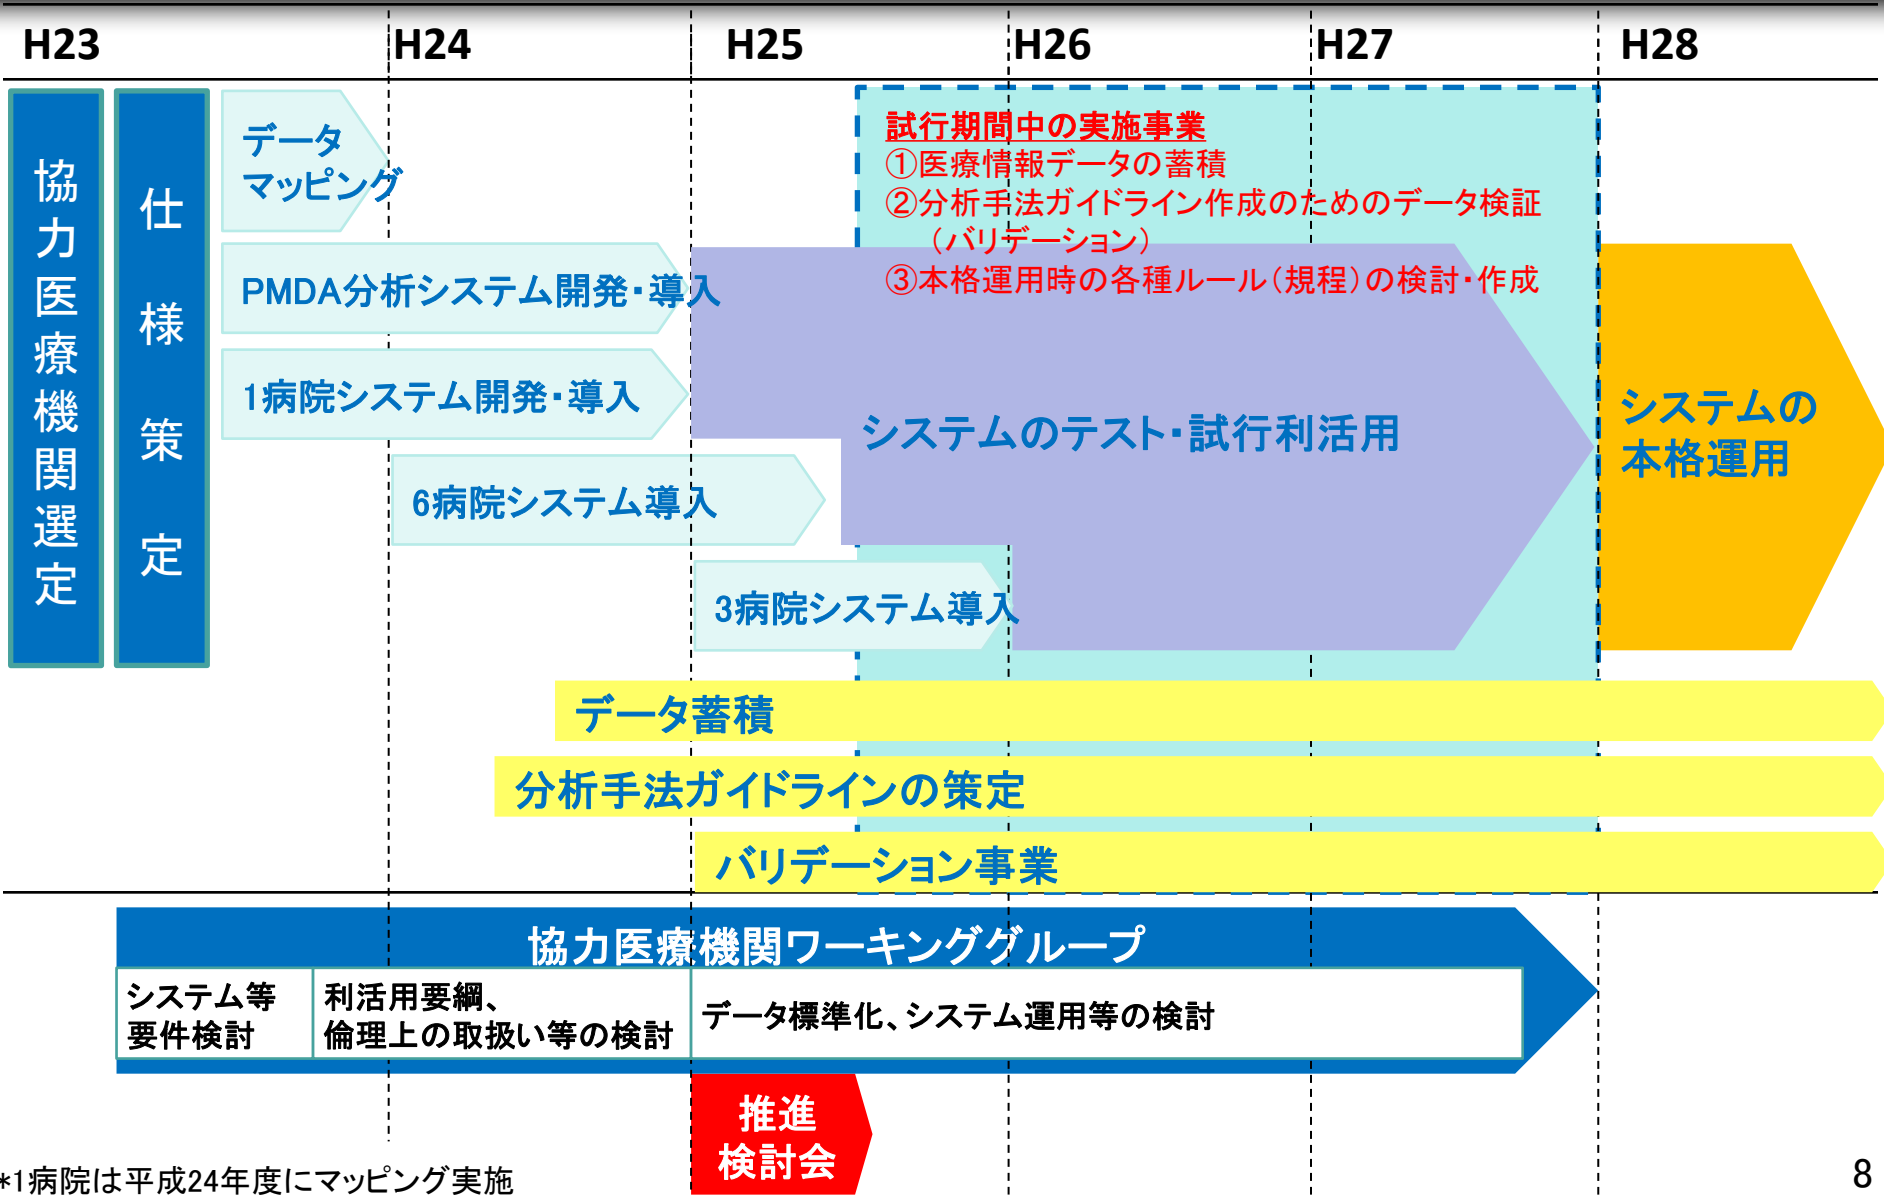 H23 H24 H25 H26 H27 H28
協力医療機関選定
仕様策定
データ
マッピング
PMDA分析システム開発・導入
1病院システム開発・導入
6病院システム導入
3病院システム導入
試行期間中の実施事業
①医療情報データの蓄積
②分析手法ガイドライン作成のためのデータ検証
（バリデーション）
③本格運用時の各種ルール（規程）の検討・作成
システムのテスト・試行利活用
システムの
本格運用
データ蓄積
分析手法ガイドラインの策定
バリデーション事業
協力医療機関ワーキンググループ
システム等
要件検討
利活用要綱、
倫理上の取扱い等の検討
データ標準化、システム運用等の検討
推進
検討会
*1病院は平成24年度にマッピング実施
8